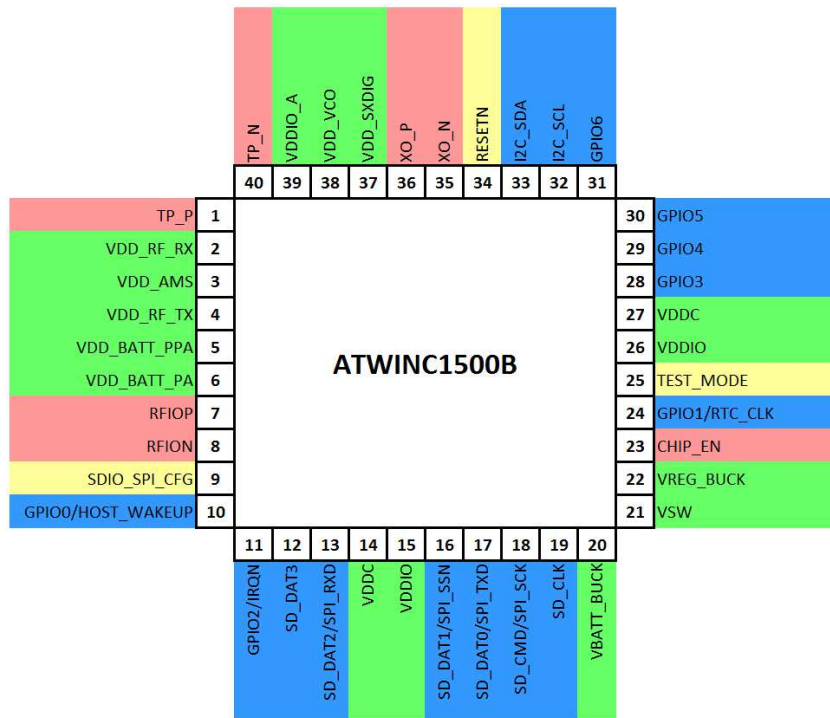 TP_N
VDDIO_A
VDD_VCO
VDD_SXDIG
XO_P
XO_N
RESETN
I2C_SDA
I2C_SCL
GPIO6
40 39 38 37 36 35 34 33 32 31
TP_P 1
VDD_RF_RX 2
VDD_AMS 3
VDD_RF_TX 4
VDD_BATT_PPA 5
VDD_BATT_PA 6
RFIOP 7
RFION 8
SDIO_SPI_CFG 9
GPIO0/HOST_WAKEUP 10
ATWINC1500B
30 GPIO5
29 GPIO4
28 GPIO3
27 VDDC
26 VDDIO
25 TEST_MODE
24 GPIO1/RTC_CLK
23 CHIP_EN
22 VREG_BUCK
21 VSW
11 12 13 14 15 16 17 18 19 20
GPIO2/IRQN
SD_DAT3
SD_DAT2/SPI_RXD
VDDC
VDDIO
SD_DAT1/SPI_SSN
SD_DAT0/SPI_TXD
SD_CMD/SPI_SCK
SD_CLK
VBATT_BUCK